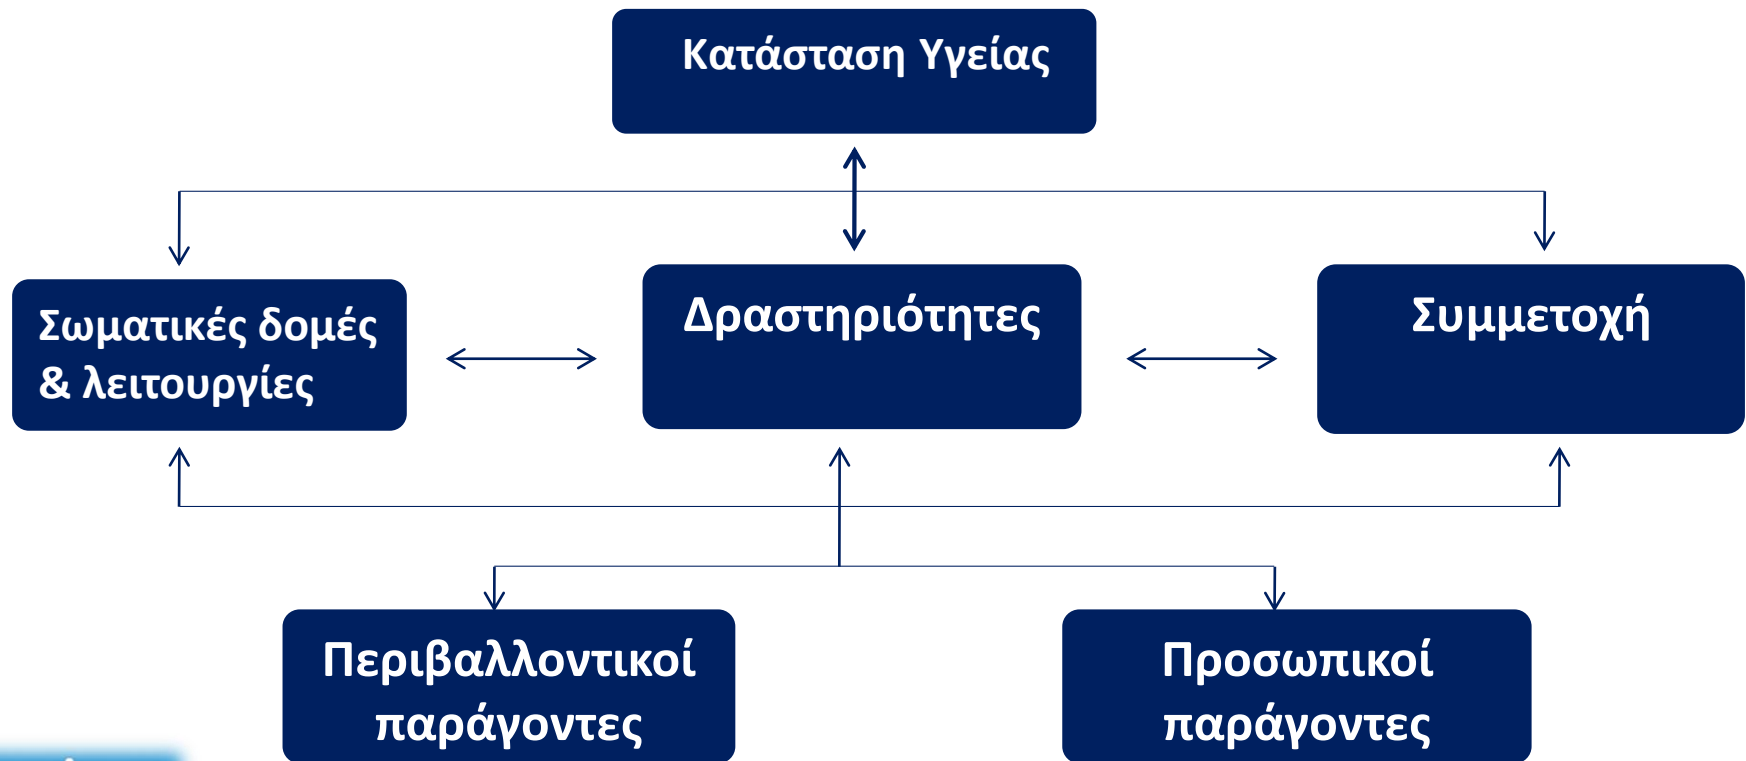 Κατάσταση Υγείας
Σωματικές δομές
& λειτουργίες
Δραστηριότητες
Συμμετοχή
Περιβαλλοντικοί
παράγοντες
Προσωπικοί
παράγοντες